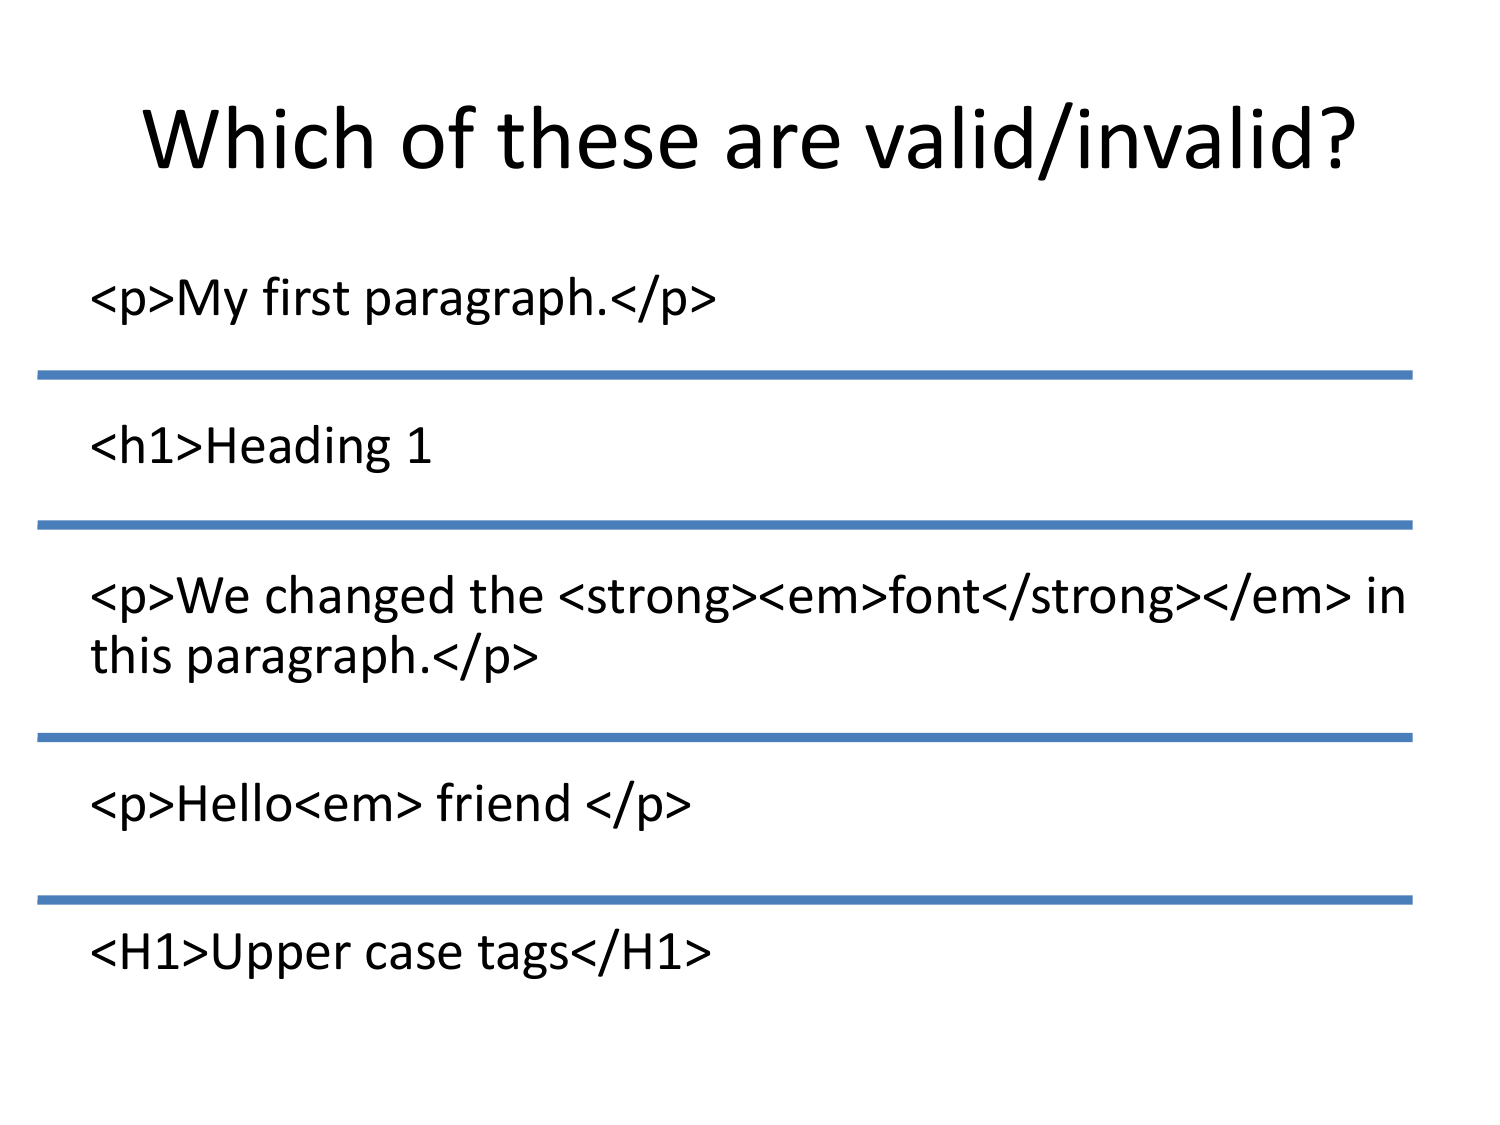 Which of these are valid/invalid?
<p>My first paragraph.</p>
<h1>Heading 1
<p>We changed the <strong><em>font</strong></em> in
this paragraph.</p>
<p>Hello<em> friend </p>
<H1>Upper case tags</H1>